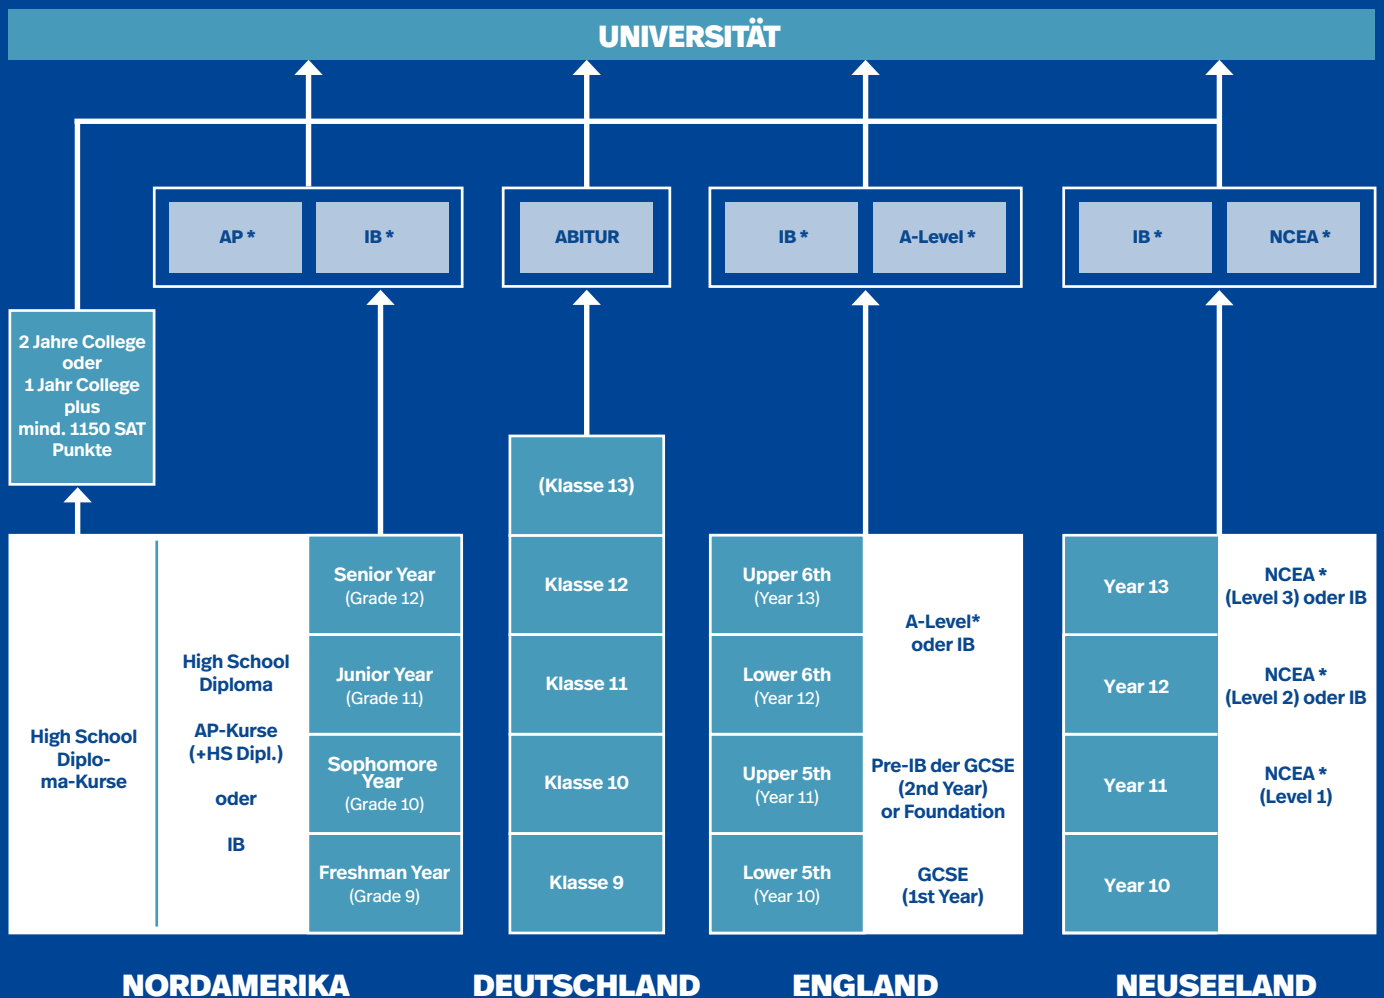 UNIVERSITÄT
AP *
IB *
ABITUR
IB *
A-Level *
IB *
NCEA *
2 Jahre College
oder
1 Jahr College
plus
mind. 1150 SAT
Punkte
High School
Diplo-
ma-Kurse
High School
Diploma
AP-Kurse
(+HS Dipl.)
oder
IB
Senior Year
(Grade 12)
Junior Year
(Grade 11)
Sophomore
Year
(Grade 10)
Freshman Year
(Grade 9)
(Klasse 13)
Klasse 12
Klasse 11
Klasse 10
Klasse 9
Upper 6th
(Year 13)
Lower 6th
(Year 12)
Upper 5th
(Year 11)
Lower 5th
(Year 10)
A-Level*
oder IB
Pre-IB der GCSE
(2nd Year)
or Foundation
GCSE
(1st Year)
Year 13
Year 12
Year 11
Year 10
NCEA *
(Level 3) oder IB
NCEA *
(Level 2) oder IB
NCEA *
(Level 1)
NORDAMERIKA
DEUTSCHLAND
ENGLAND
NEUSEELAND